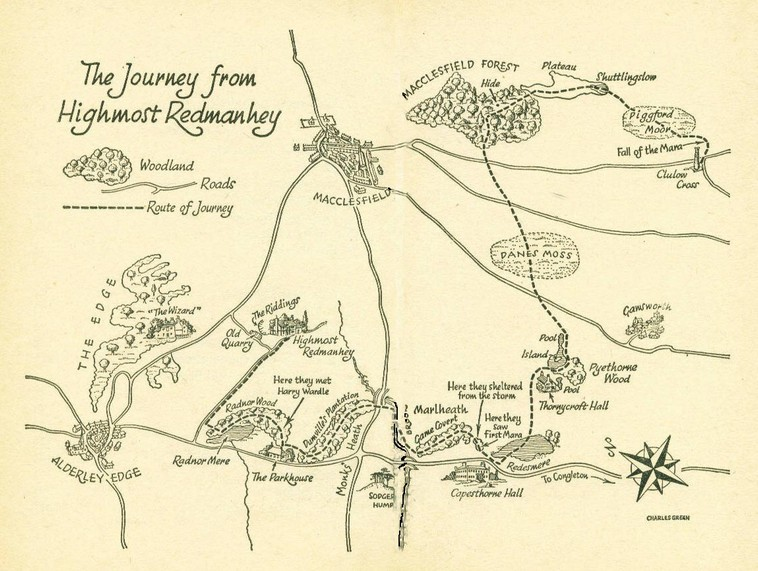 The Journey from
Highmost Redmanhey
Woodland
Roads
Route of Journey
MACCLESFIELD FOREST
Hide
Plateau
Shuttlingslow
Piggford
Moor
Fall of the Mara
Clulow
Cross
MACCLESFIELD
DANES MOSS
THE EDGE
"The Wizard"
The Riddings
Old
Quarry
Highmost
Redmanhey
Gawsworth
Pool
Island
Pyethorne
Wood
Pool
Thornycroft Hall
Here they met
Harry Wardle
Radnor Wood
Dumville's Plantation
Here they sheltered
from the storm
Marlheath
Game Covert
Here they
saw
first Mara
Radnor Mere
The Parkhouse
Monks' Heath
Redesmere
Capesthorne Hall
To Congleton
ALDERLEY EDGE
SODGER
HUMP
CHARLES GREEN